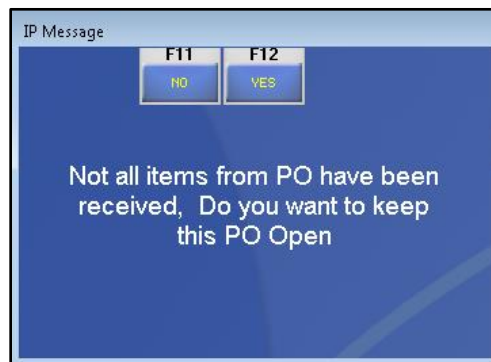 IP Message
F11 F12
NO YES
Not all items from PO have been
received, Do you want to keep
this PO Open